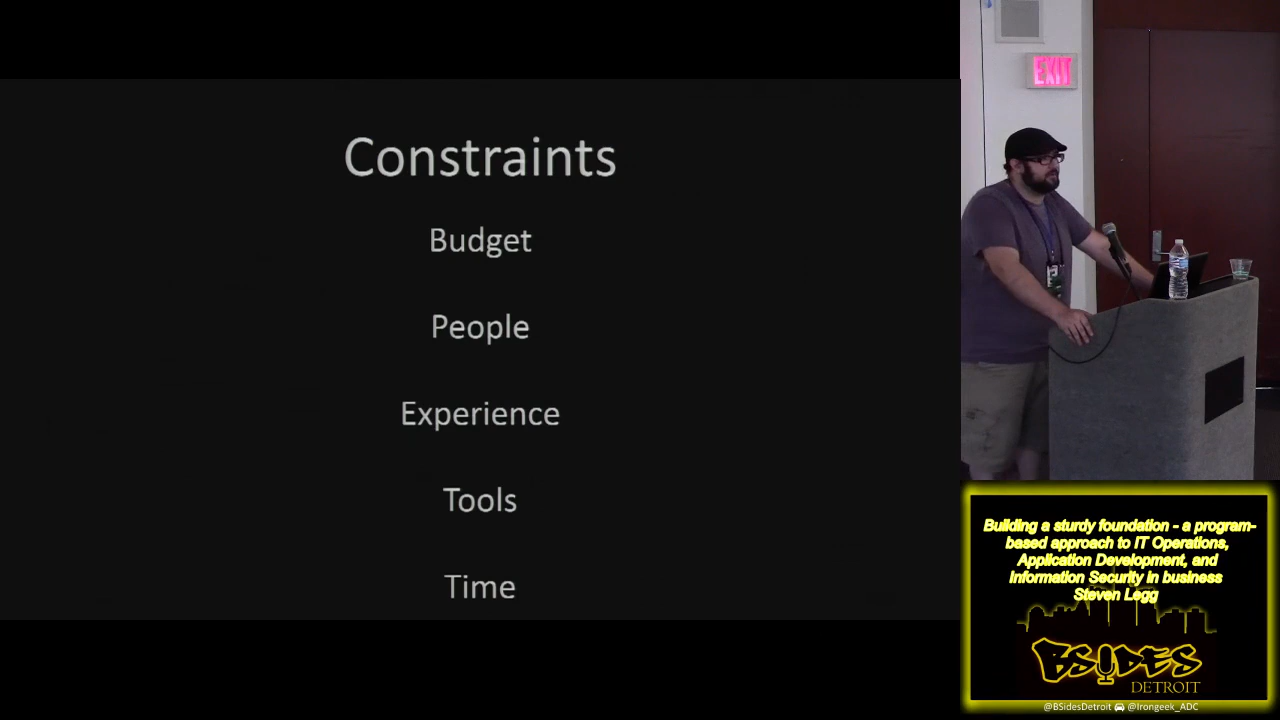 Constraints
Budget
People
Experience
Tools
Time
EXIT
Building a sturdy foundation - a program-
based approach to IT Operations,
Application Development, and
Information Security in business
Steven Legg
BSIDES
DETROIT
@BSidesDetroit @Irongeek_ADC